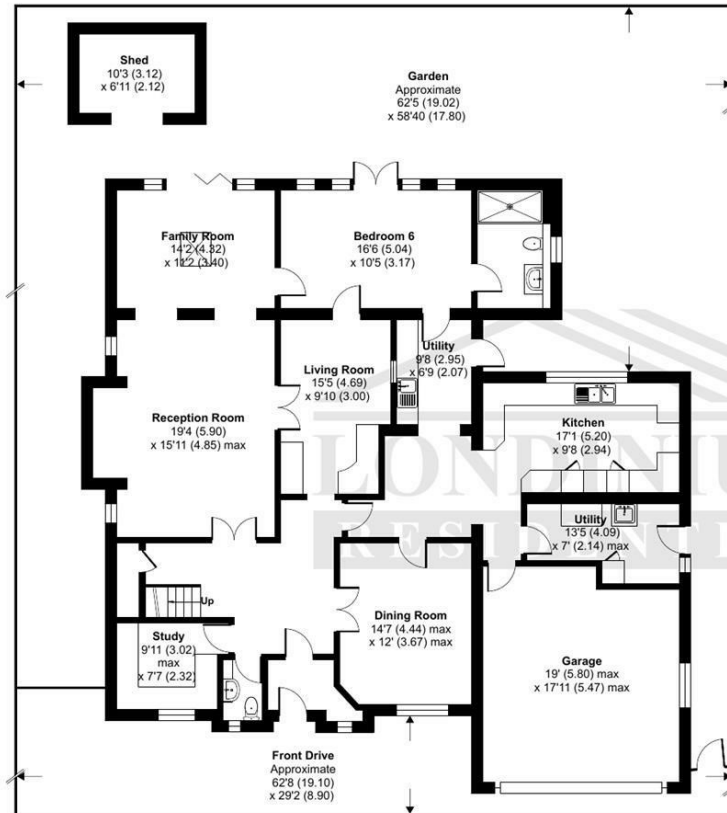 Shed
10'3 (3.12)
x 6'11 (2.12)
Garden
Approximate
62'5 (19.02)
x 58'40 (17.80)
Family Room
14'2 (4.32)
x 11'2 (3.40)
Bedroom 6
16'6 (5.04)
x 10'5 (3.17)
Utility
9'8 (2.95)
x 6'9 (2.07)
Living Room
15'5 (4.69)
x 9'10 (3.00)
Reception Room
19'4 (5.90)
x 15'11 (4.85) max
Kitchen
17'1 (5.20)
x 9'8 (2.94)
LONDINIU
RESIDENTI
Utility
13'5 (4.09)
x 7' (2.14) max
Up
Dining Room
14'7 (4.44) max
x 12' (3.67) max
Study
9'11 (3.02)
max
x 7'7 (2.32)
Garage
19' (5.80) max
x 17'11 (5.47) max
Front Drive
Approximate
62'8 (19.10)
x 29'2 (8.90)